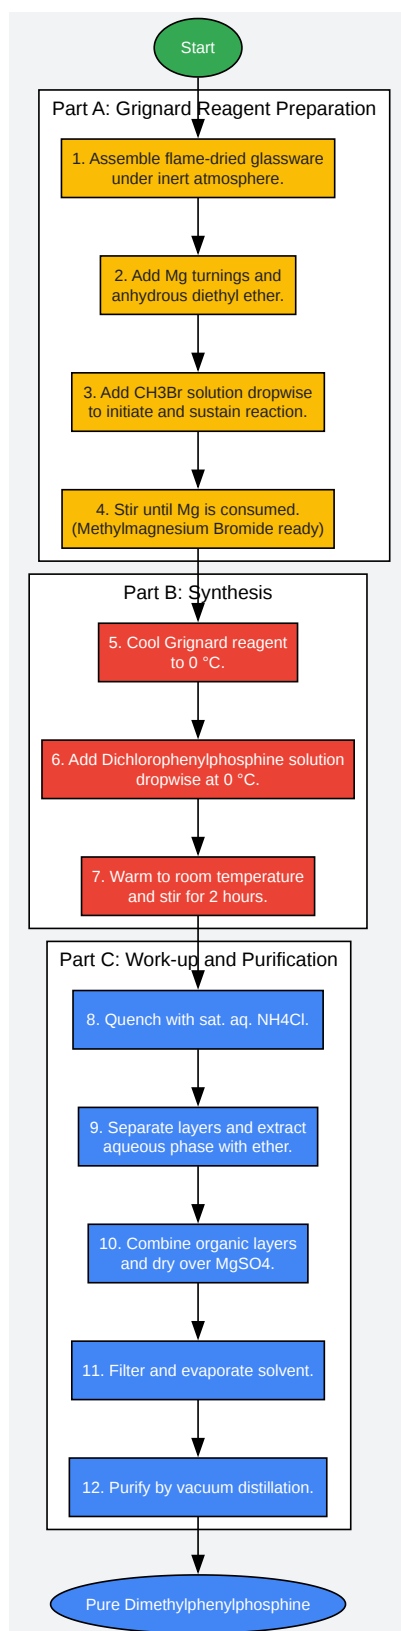 Start
Part A: Grignard Reagent Preparation
1. Assemble flame-dried glassware
under inert atmosphere.
2. Add Mg turnings and
anhydrous diethyl ether.
3. Add CH3Br solution dropwise
to initiate and sustain reaction.
4. Stir until Mg is consumed.
(Methylmagnesium Bromide ready)
Part B: Synthesis
5. Cool Grignard reagent
to 0 °C.
6. Add Dichlorophenylphosphine solution
dropwise at 0 °C.
7. Warm to room temperature
and stir for 2 hours.
Part C: Work-up and Purification
8. Quench with sat. aq. NH4Cl.
9. Separate layers and extract
aqueous phase with ether.
10. Combine organic layers
and dry over MgSO4.
11. Filter and evaporate solvent.
12. Purify by vacuum distillation.
Pure Dimethylphenylphosphine